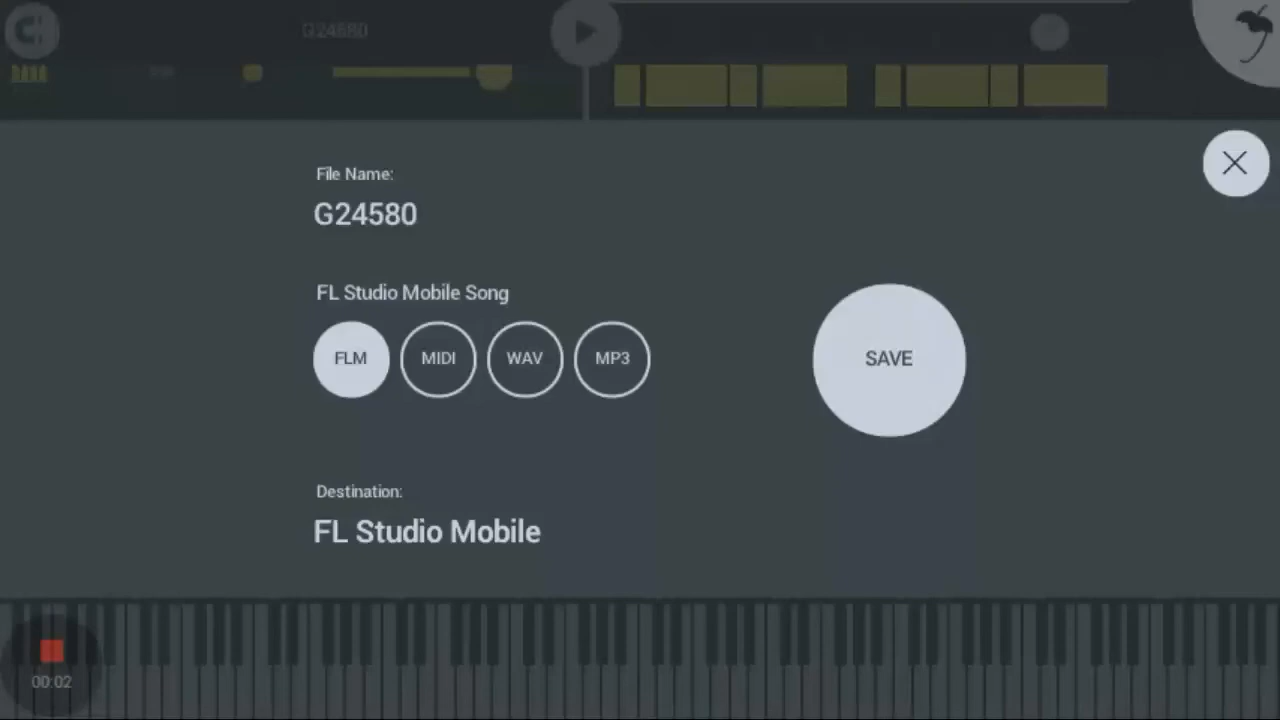 G24580
File Name:
G24580
FL Studio Mobile Song
FLM MIDI WAV MP3
SAVE
Destination:
FL Studio Mobile
00:02